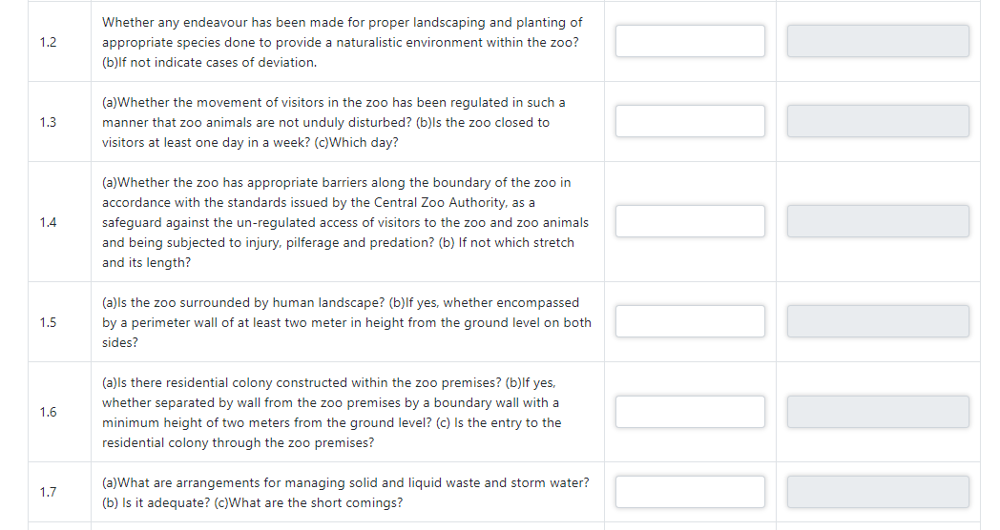 Whether any endeavour has been made for proper landscaping and planting of
1.2 appropriate species done to provide a naturalistic environment within the zoo?
(b)If not indicate cases of deviation.
(a)Whether the movement of visitors in the zoo has been regulated in such a
1.3 manner that zoo animals are not unduly disturbed? (b)Is the zoo closed to
visitors at least one day in a week? (c)Which day?
(a)Whether the zoo has appropriate barriers along the boundary of the zoo in
accordance with the standards issued by the Central Zoo Authority, as a
1.4 safeguard against the un-regulated access of visitors to the zoo and zoo animals
and being subjected to injury, pilferage and predation? (b) If not which stretch
and its length?
(a)Is the zoo surrounded by human landscape? (b)If yes, whether encompassed
1.5 by a perimeter wall of at least two meter in height from the ground level on both
sides?
(a)Is there residential colony constructed within the zoo premises? (b)If yes,
whether separated by wall from the zoo premises by a boundary wall with a
1.6 minimum height of two meters from the ground level? (c) Is the entry to the
residential colony through the zoo premises?
1.7 (a)What are arrangements for managing solid and liquid waste and storm water?
(b) Is it adequate? (c)What are the short comings?